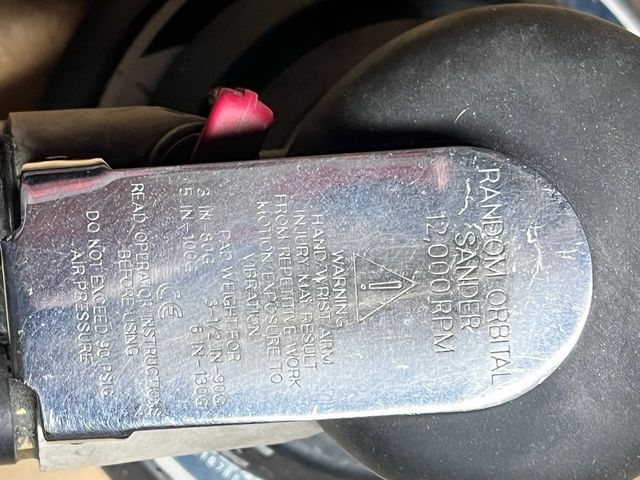 RANDOM ORBITAL
SANDER
12,000 RPM
WARNING
HAND/WRIST/ARM
INJURY MAY RESULT
FROM REPETITIVE WORK
MOTION/EXPOSURE TO
VIBRATION
PAD WEIGHT FOR
3 IN-80G 3-1/2 IN-90G
5 IN-100G 6 IN-130G
CE
READ OPERATOR INSTRUCTIONS
BEFORE USING
DO NOT EXCEED 90 PSIG
AIR PRESSURE